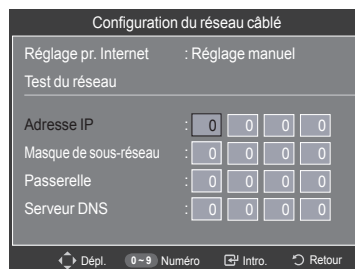 Configuration du réseau câblé
Réglage pr. Internet : Réglage manuel
Test du réseau
Adresse IP : 0 0 0 0
Masque de sous-réseau : 0 0 0 0
Passerelle : 0 0 0 0
Serveur DNS : 0 0 0 0
Dépl. 0~9 Numéro Intro. Retour